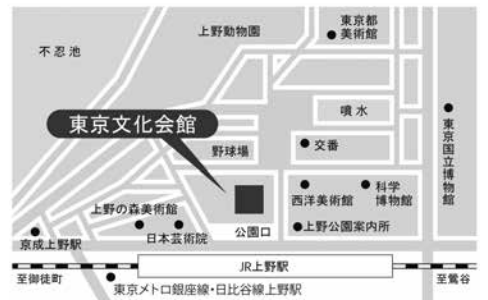 東京都
美術館
上野動物園
不忍池
噴水
東京文化会館
東京国立博物館
交番
野球場
西洋美術館
科学
博物館
上野の森美術館
日本芸術院
公園口
上野公園案内所
京成上野駅
JR上野駅
至御徒町
至鶯谷
東京メトロ銀座線・日比谷線上野駅